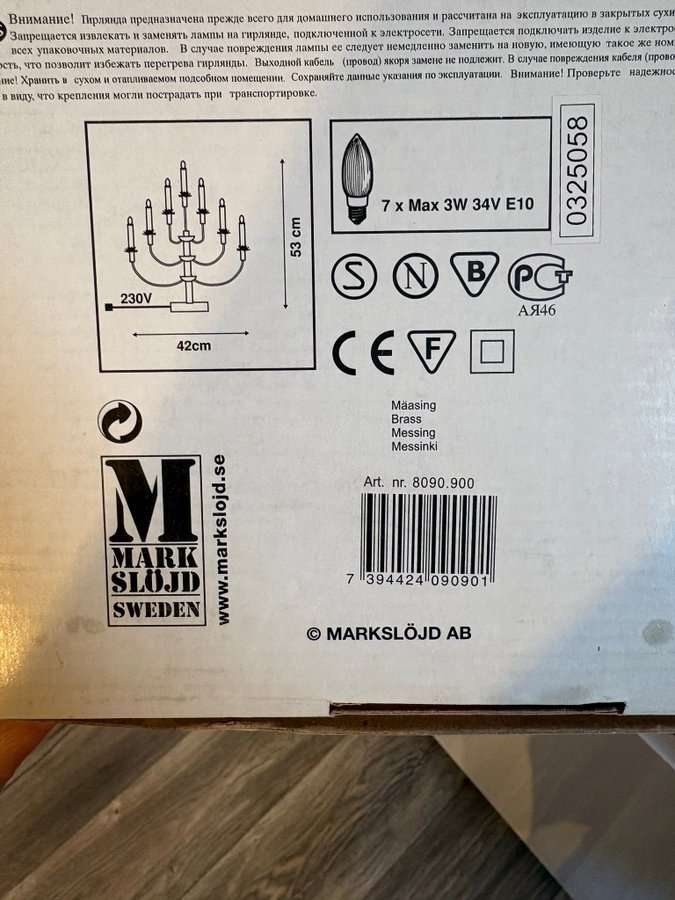 Внимание! Гирлянда предназначена прежде всего для домашнего использования и рассчитана на эксплуатацию в закрытых сухи
Запрещается извлекать и заменять лампы на гирлянде, подключенной к электросети. Запрещается подключать изделие к электро
всех упаковочных материалов. В случае повреждения лампы ее следует немедленно заменить на новую, имеющую такое же ном
ость, что позволит избежать перегрева гирлянды. Выходной кабель (провод) якоря замене не подлежит. В случае повреждения кабеля (прово
ние! Хранить в сухом и отапливаемом подсобном помещении. Сохраняйте данные указания по эксплуатации. Внимание! Проверьте надежнос
в виду, что крепления могли пострадать при транспортировке.
230V
42cm
53 cm
7 x Max 3W 34V E10
0325058
S N B PCT
АЯ46
CE F
Mäasing
Brass
Messing
Messinki
Art. nr. 8090.900
7 394424 090901
M
MARK
SLÖJD
SWEDEN
www.markslojd.se
© MARKSLÖJD AB